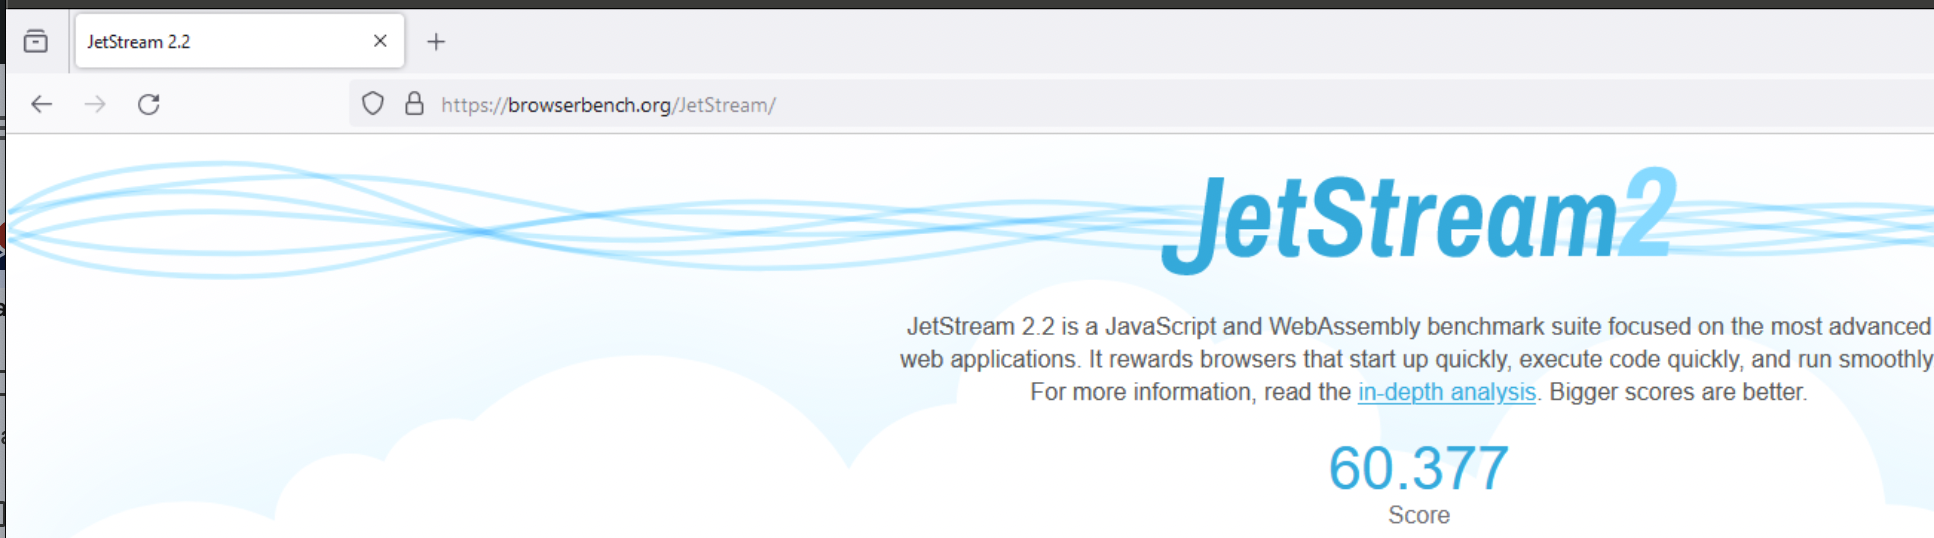 JetStream 2.2
https://browserbench.org/JetStream/
JetStream2
JetStream 2.2 is a JavaScript and WebAssembly benchmark suite focused on the most advanced
web applications. It rewards browsers that start up quickly, execute code quickly, and run smoothly
For more information, read the in-depth analysis. Bigger scores are better.
60.377
Score